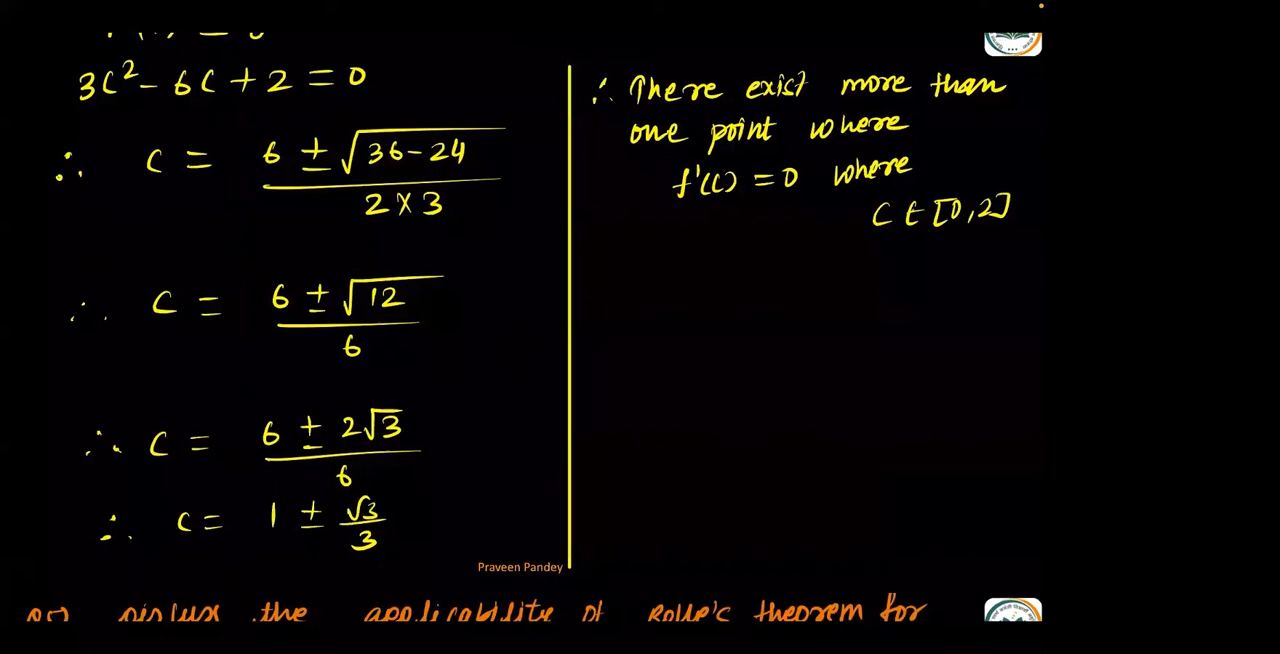 3c² - 6c + 2 = 0
∴ c = 6 ± √36-24 / 2 × 3
∴ c = 6 ± √12 / 6
∴ c = 6 ± 2√3 / 6
∴ c = 1 ± √3 / 3
∴ There exist more than
one point where
f'(c) = 0 where
c ∈ [0,2]
Praveen Pandey
the applicability of Rolle's theorem for